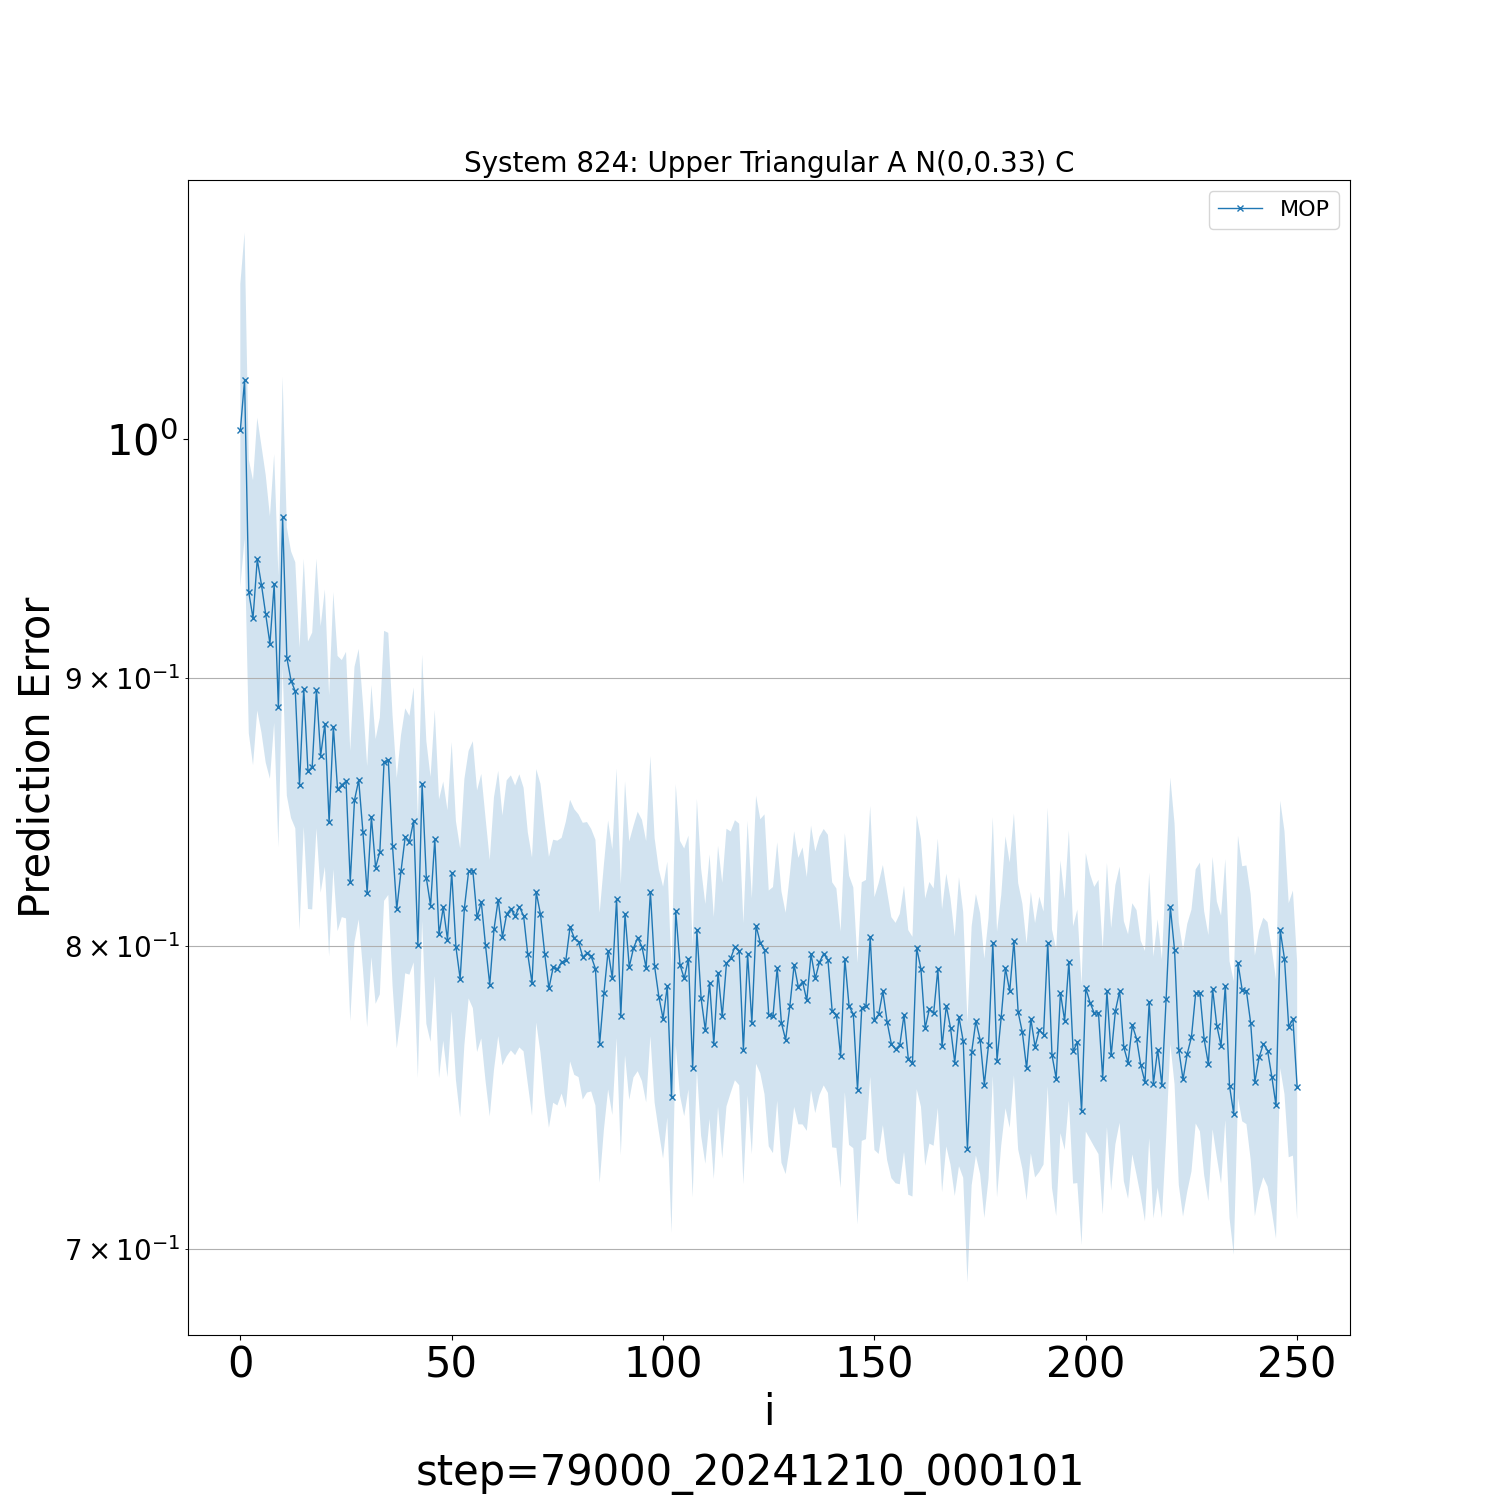 System 824: Upper Triangular A N(0,0.33) C
MOP
Prediction Error
10⁰
9 × 10⁻¹
8 × 10⁻¹
7 × 10⁻¹
0 50 100 150 200 250
i
step=79000_20241210_000101